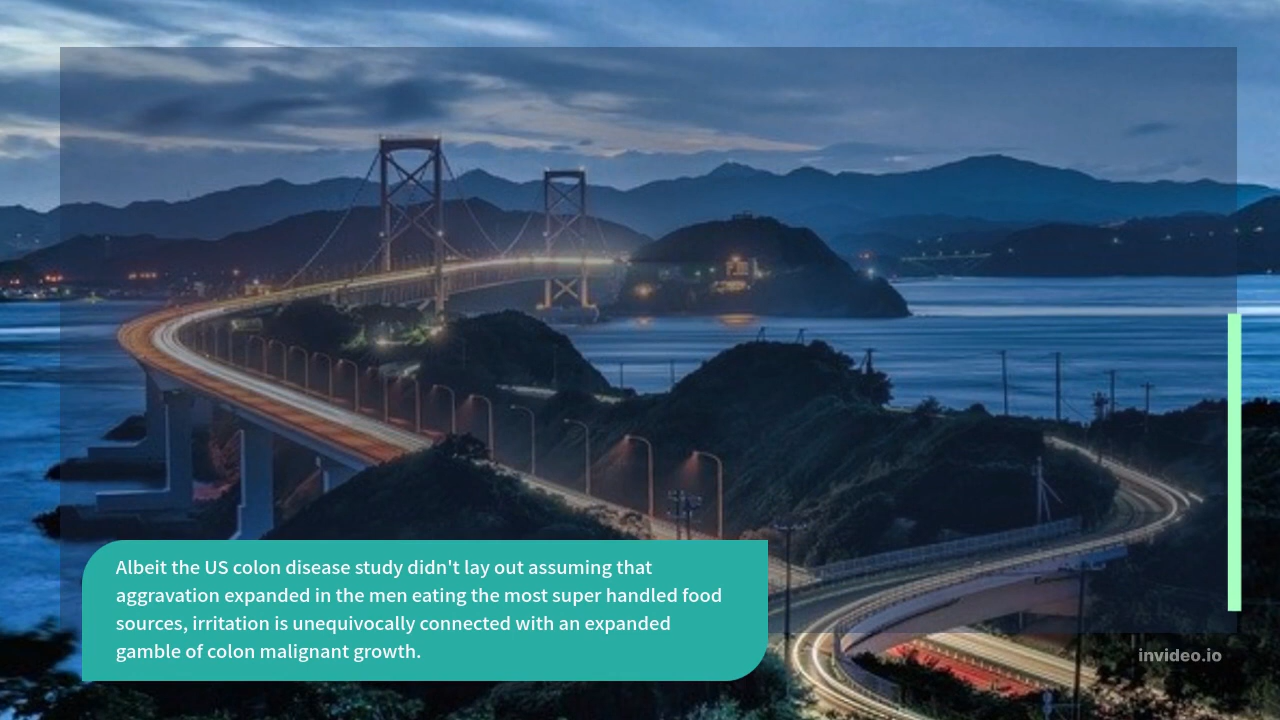 Albeit the US colon disease study didn't lay out assuming that
aggravation expanded in the men eating the most super handled food
sources, irritation is unequivocally connected with an expanded
gamble of colon malignant growth.
invideo.io